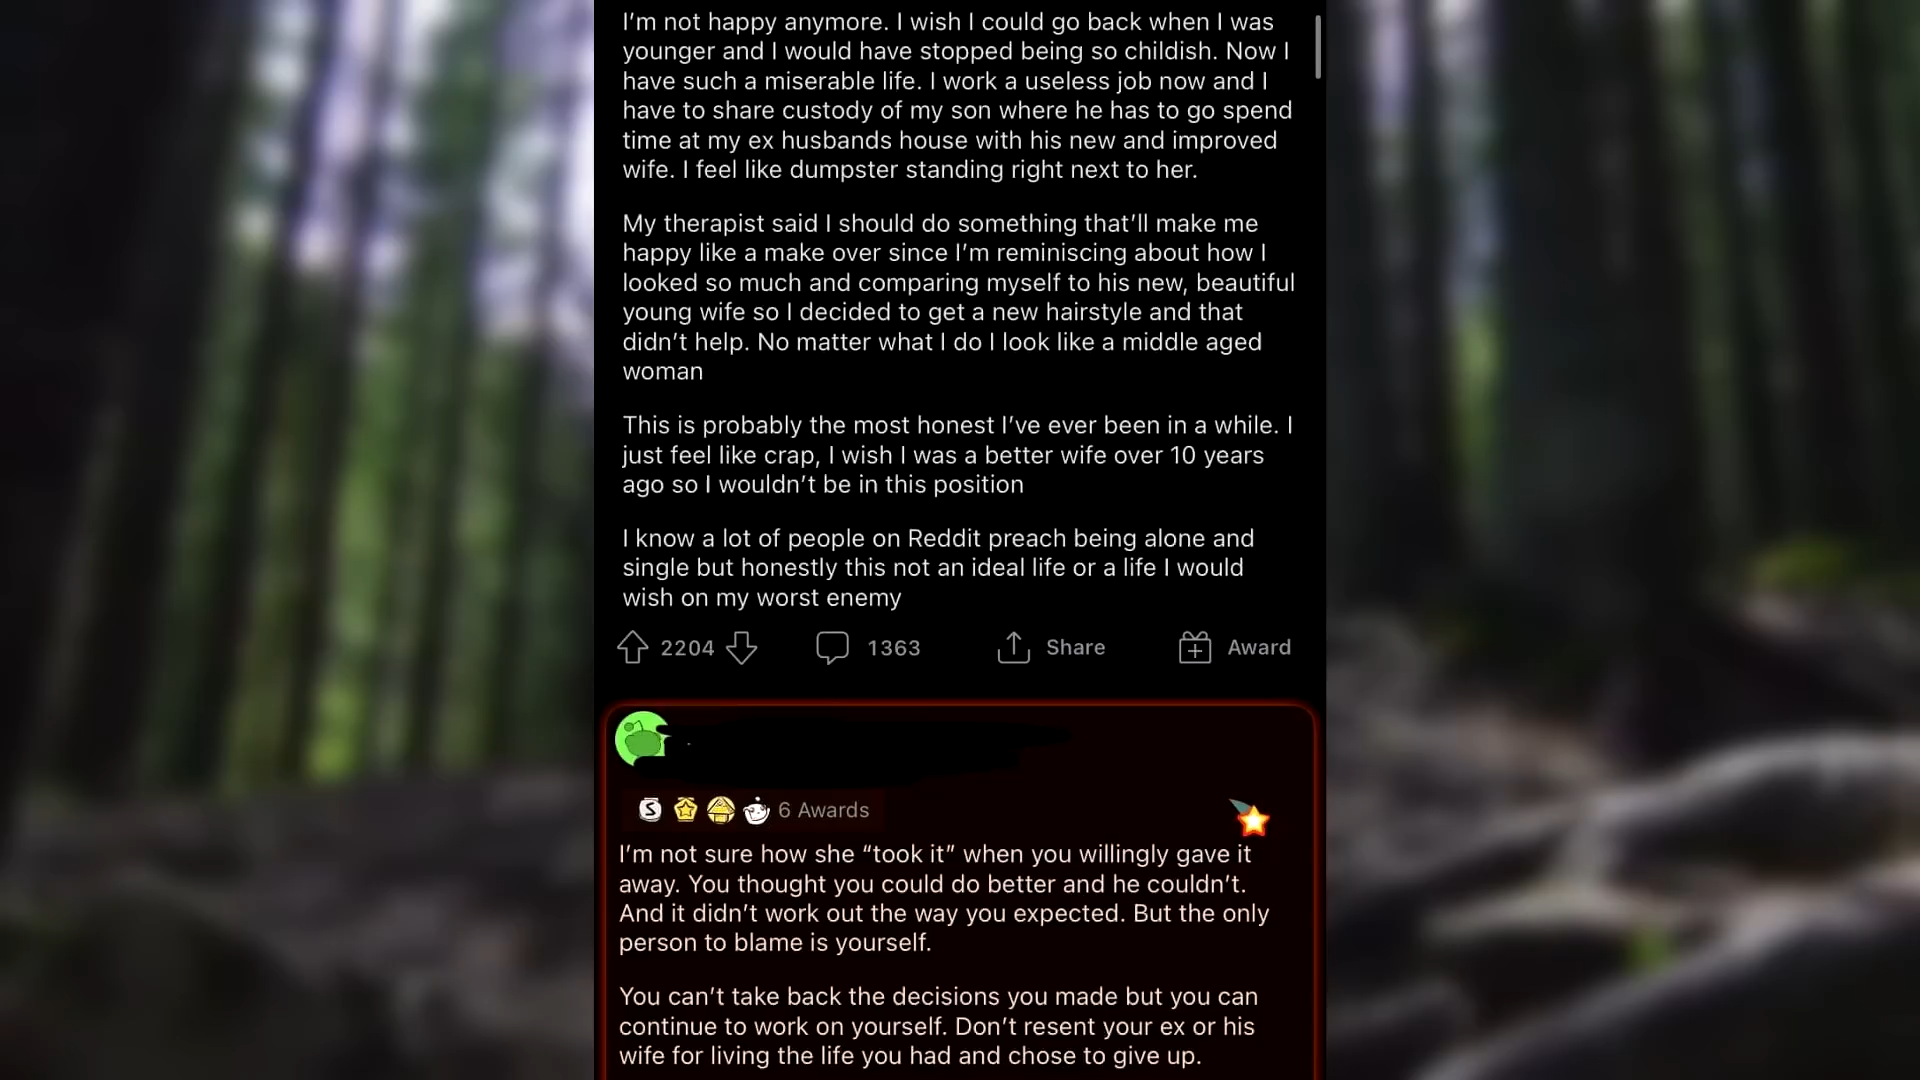 I’m not happy anymore. I wish I could go back when I was
younger and I would have stopped being so childish. Now I
have such a miserable life. I work a useless job now and I
have to share custody of my son where he has to go spend
time at my ex husbands house with his new and improved
wife. I feel like dumpster standing right next to her.
My therapist said I should do something that’ll make me
happy like a make over since I’m reminiscing about how I
looked so much and comparing myself to his new, beautiful
young wife so I decided to get a new hairstyle and that
didn’t help. No matter what I do I look like a middle aged
woman
This is probably the most honest I’ve ever been in a while. I
just feel like crap, I wish I was a better wife over 10 years
ago so I wouldn’t be in this position
I know a lot of people on Reddit preach being alone and
single but honestly this not an ideal life or a life I would
wish on my worst enemy
2204 1363 Share Award
6 Awards
I’m not sure how she “took it” when you willingly gave it
away. You thought you could do better and he couldn’t.
And it didn’t work out the way you expected. But the only
person to blame is yourself.
You can’t take back the decisions you made but you can
continue to work on yourself. Don’t resent your ex or his
wife for living the life you had and chose to give up.